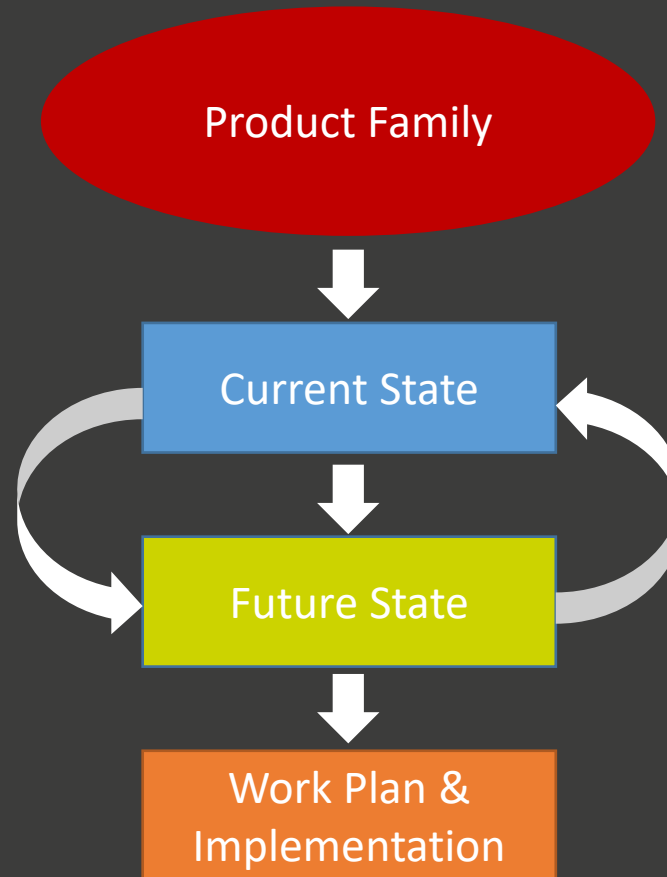 Product Family
Current State
Future State
Work Plan &
Implementation